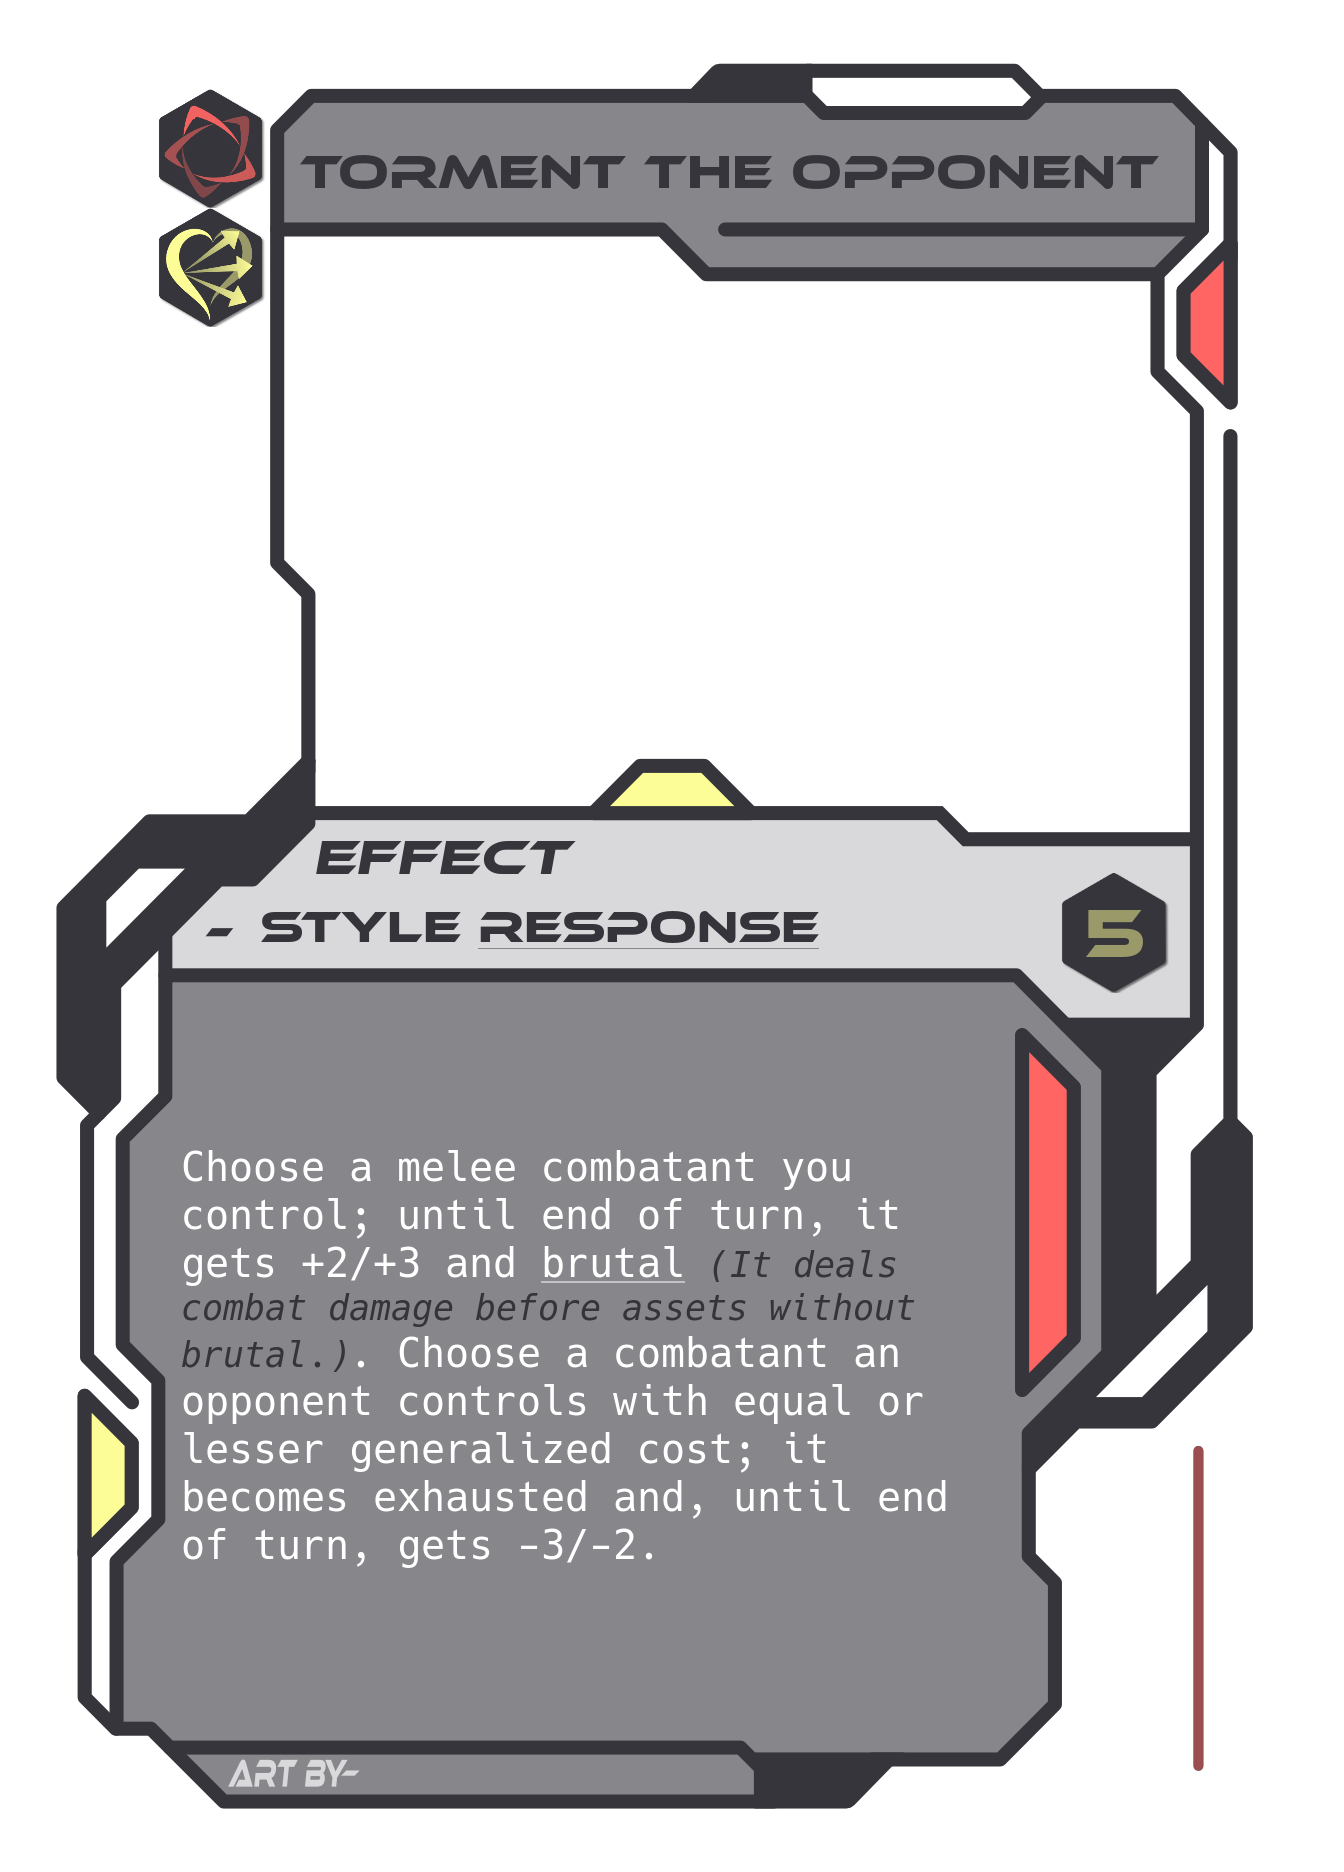 TORMENT THE OPPONENT
EFFECT
- STYLE RESPONSE
5
Choose a melee combatant you
control; until end of turn, it
gets +2/+3 and brutal (It deals
combat damage before assets without
brutal.). Choose a combatant an
opponent controls with equal or
lesser generalized cost; it
becomes exhausted and, until end
of turn, gets -3/-2.
ART BY-